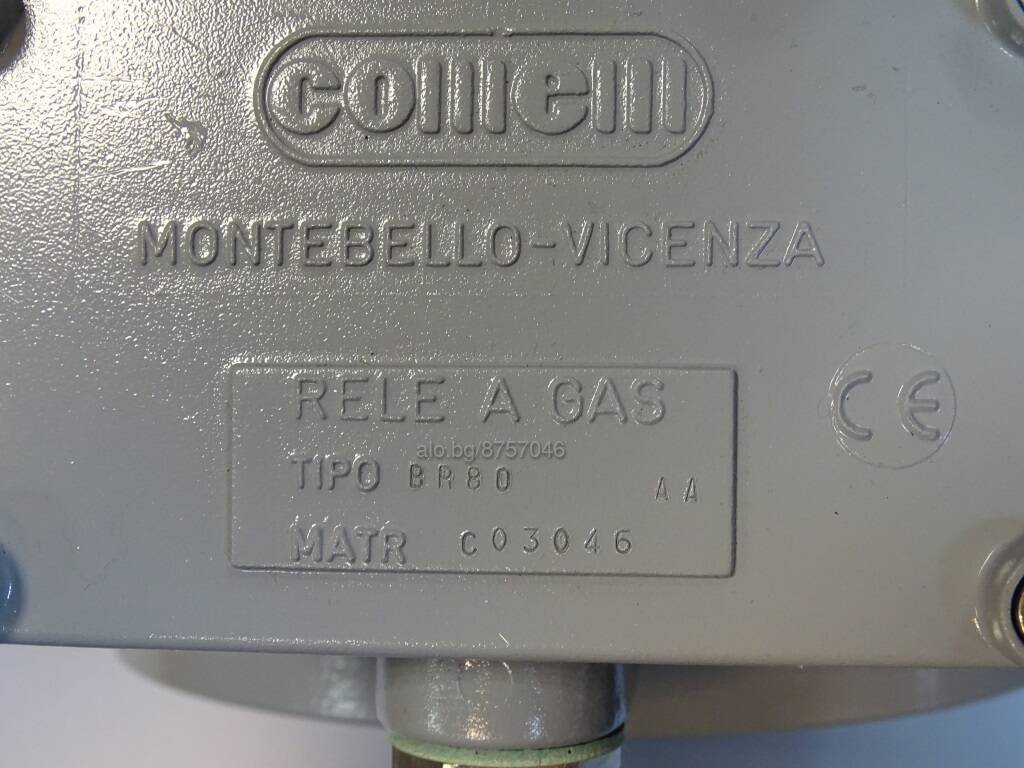 comem
MONTEBELLO-VICENZA
RELE A GAS
alo.bg/8757046
TIPO BR80 AA
MATR C03046
CE